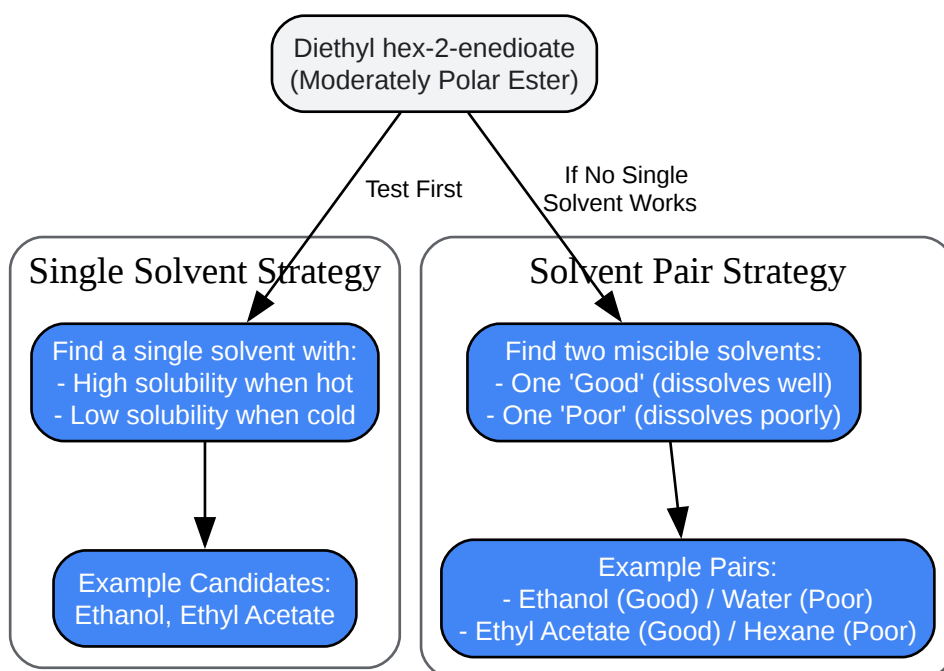 Diethyl hex-2-enedioate
(Moderately Polar Ester)
Test First
If No Single
Solvent Works
Single Solvent Strategy
Find a single solvent with:
- High solubility when hot
- Low solubility when cold
Example Candidates:
Ethanol, Ethyl Acetate
Solvent Pair Strategy
Find two miscible solvents:
- One 'Good' (dissolves well)
- One 'Poor' (dissolves poorly)
Example Pairs:
- Ethanol (Good) / Water (Poor)
- Ethyl Acetate (Good) / Hexane (Poor)